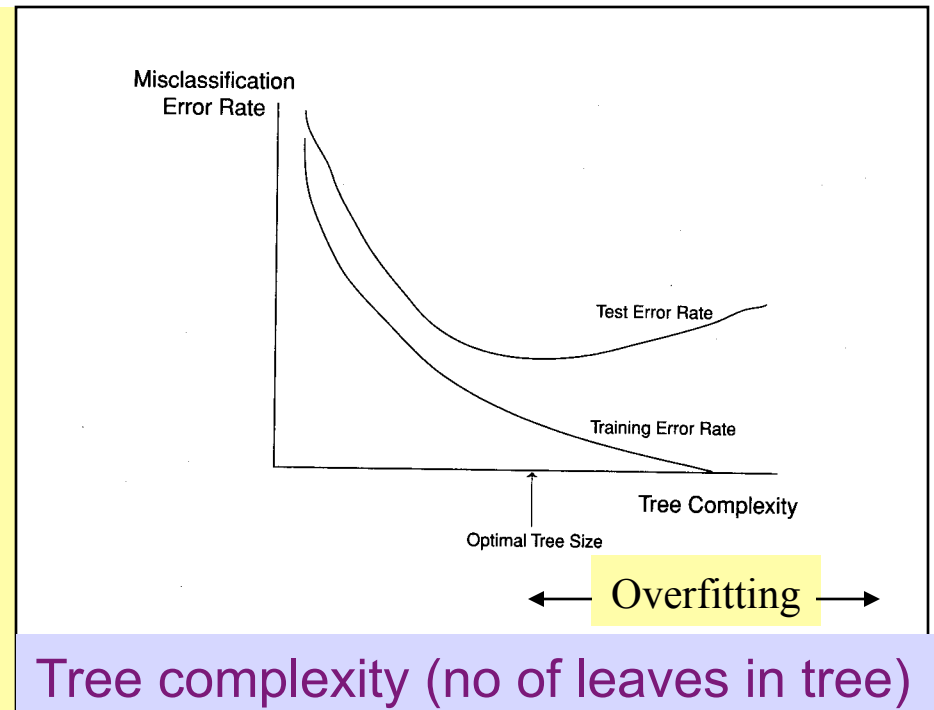 Misclassification
Error Rate
Test Error Rate
Training Error Rate
Tree Complexity
Optimal Tree Size
Overfitting
Tree complexity (no of leaves in tree)